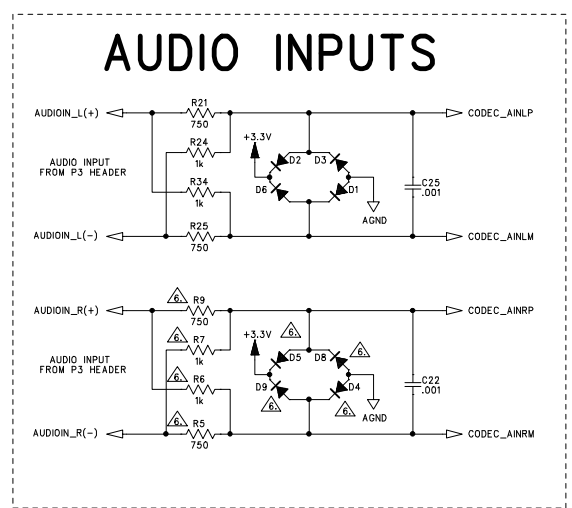 AUDIO INPUTS
AUDIOIN_L(+)
R21
750
CODEC_AINLP
R24
1k
+3.3V
D2
D3
AUDIO INPUT
FROM P3 HEADER
R34
1k
D6
D1
C25
.001
AGND
AUDIOIN_L(-)
R25
750
CODEC_AINLM
AUDIOIN_R(+)
6.
R9
750
CODEC_AINRP
6.
R7
1k
+3.3V
6.
D5
D8
6.
AUDIO INPUT
FROM P3 HEADER
6.
R6
1k
D9
D4
6.
6.
C22
.001
AGND
AUDIOIN_R(-)
6.
R5
750
CODEC_AINRM